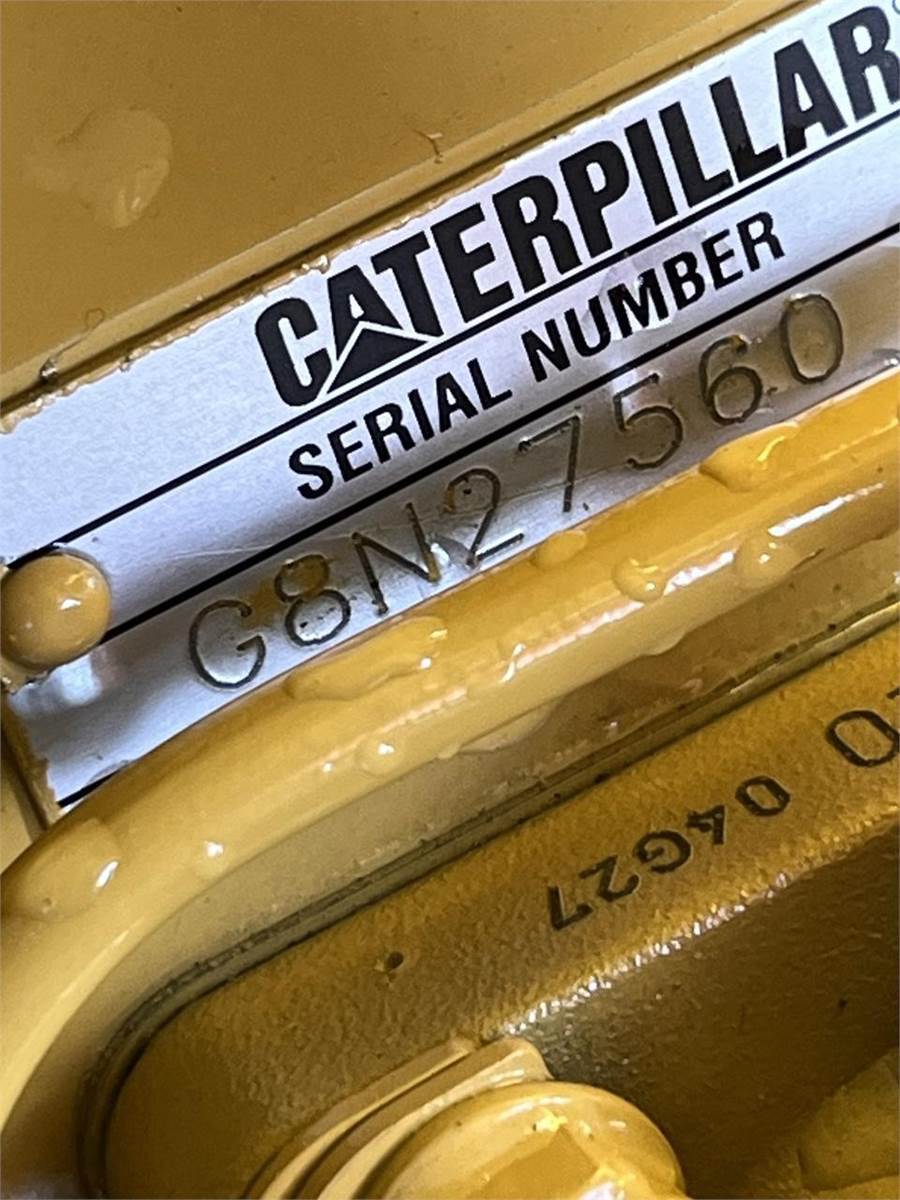 CATERPILLAR
SERIAL NUMBER
G8N27560
04G27